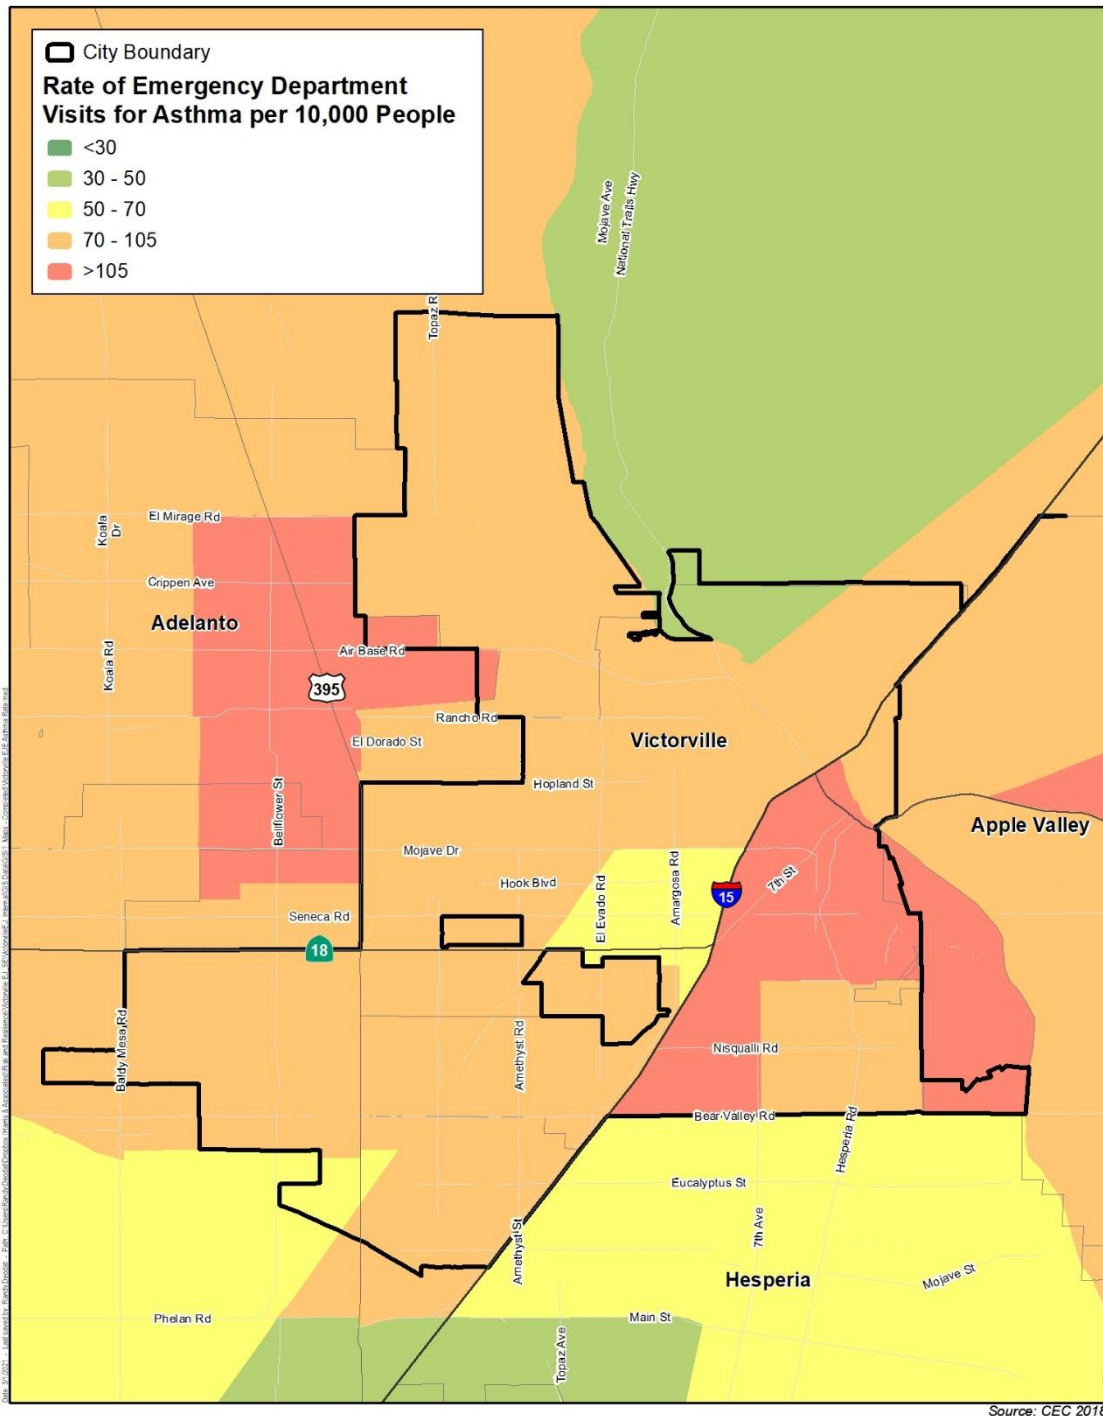 City Boundary
Rate of Emergency Department
Visits for Asthma per 10,000 People
<30
30 - 50
50 - 70
70 - 105
>105
Mojave Ave
National Trails Hwy
Topaz R
El Mirage Rd
Koala
Dr
Crippen Ave
Adelanto
Koala Rd
Air Base Rd
395
Rancho Rd
El Dorado St
Victorville
Hopland St
Bellflower St
Apple Valley
Mojave Dr
Hook Blvd
El Evado Rd
Amargosa Rd
15
7th St
Seneca Rd
18
Baldy Mesa Rd
Amethyst Rd
Nisqualli Rd
Bear Valley Rd
Hesperia Rd
Eucalyptus St
7th Ave
Amethyst St
Hesperia
Mojave St
Phelan Rd
Main St
Topaz Ave
Source: CEC 2018